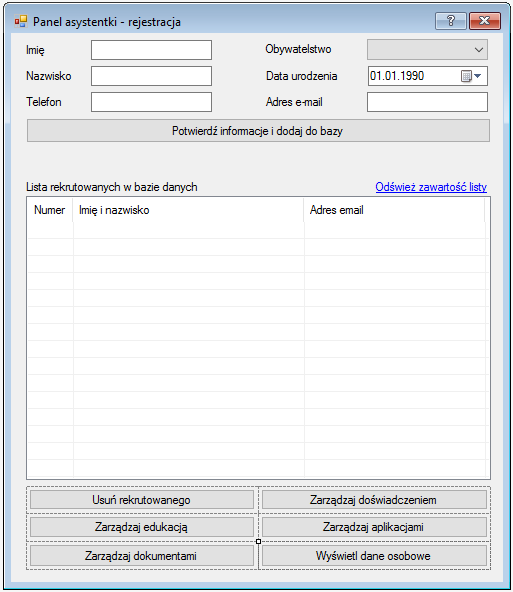 Panel asystentki - rejestracja
Imię
Obywatelstwo
Nazwisko
Data urodzenia 01.01.1990
Telefon
Adres e-mail
Potwierdź informacje i dodaj do bazy
Lista rekrutowanych w bazie danych
Odśwież zawartość listy
Numer Imię i nazwisko Adres email
Usuń rekrutowanego
Zarządzaj doświadczeniem
Zarządzaj edukacją
Zarządzaj aplikacjami
Zarządzaj dokumentami
Wyświetl dane osobowe